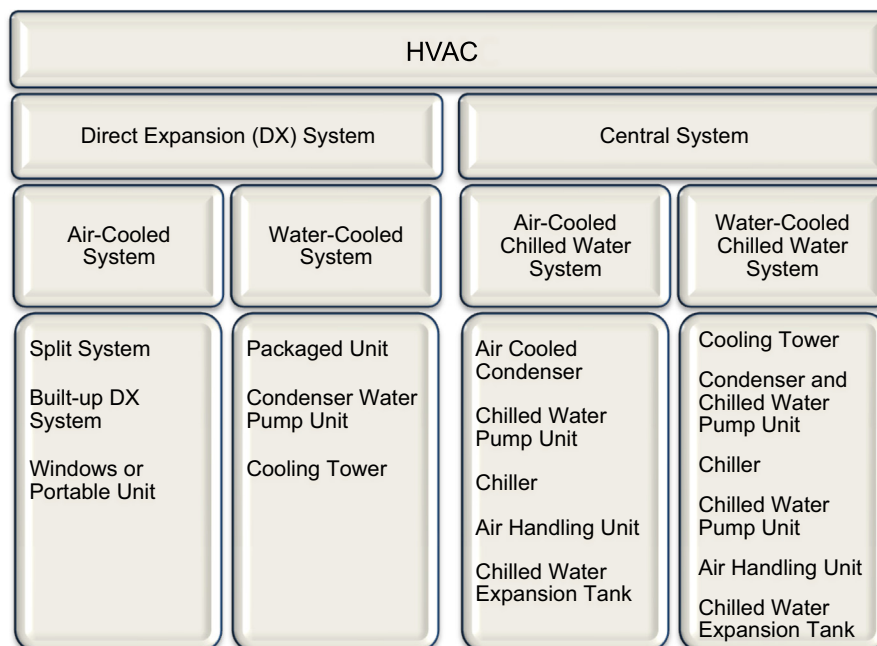 HVAC
Direct Expansion (DX) System
Central System
Air-Cooled
System
Water-Cooled
System
Air-Cooled
Chilled Water
System
Water-Cooled
Chilled Water
System
Split System
Built-up DX
System
Windows or
Portable Unit
Packaged Unit
Condenser Water
Pump Unit
Cooling Tower
Air Cooled
Condenser
Chilled Water
Pump Unit
Chiller
Air Handling Unit
Chilled Water
Expansion Tank
Cooling Tower
Condenser and
Chilled Water
Pump Unit
Chiller
Chilled Water
Pump Unit
Air Handling Unit
Chilled Water
Expansion Tank